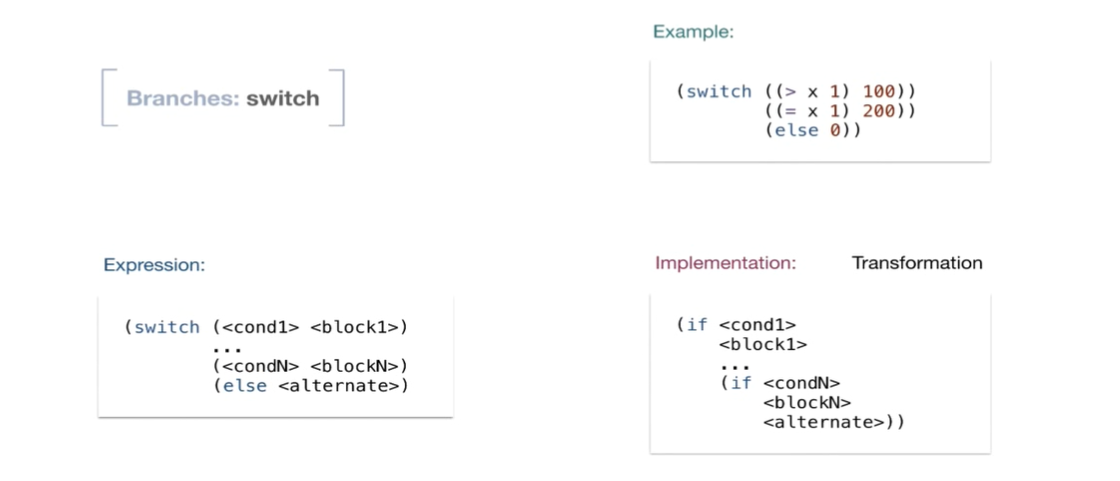 Branches: switch
Example:
(switch ((> x 1) 100))
((= x 1) 200))
(else 0))
Expression:
(switch (<cond1> <block1>)
...
(<condN> <blockN>)
(else <alternate>)
Implementation: Transformation
(if <cond1>
<block1>
...
(if <condN>
<blockN>
<alternate>))